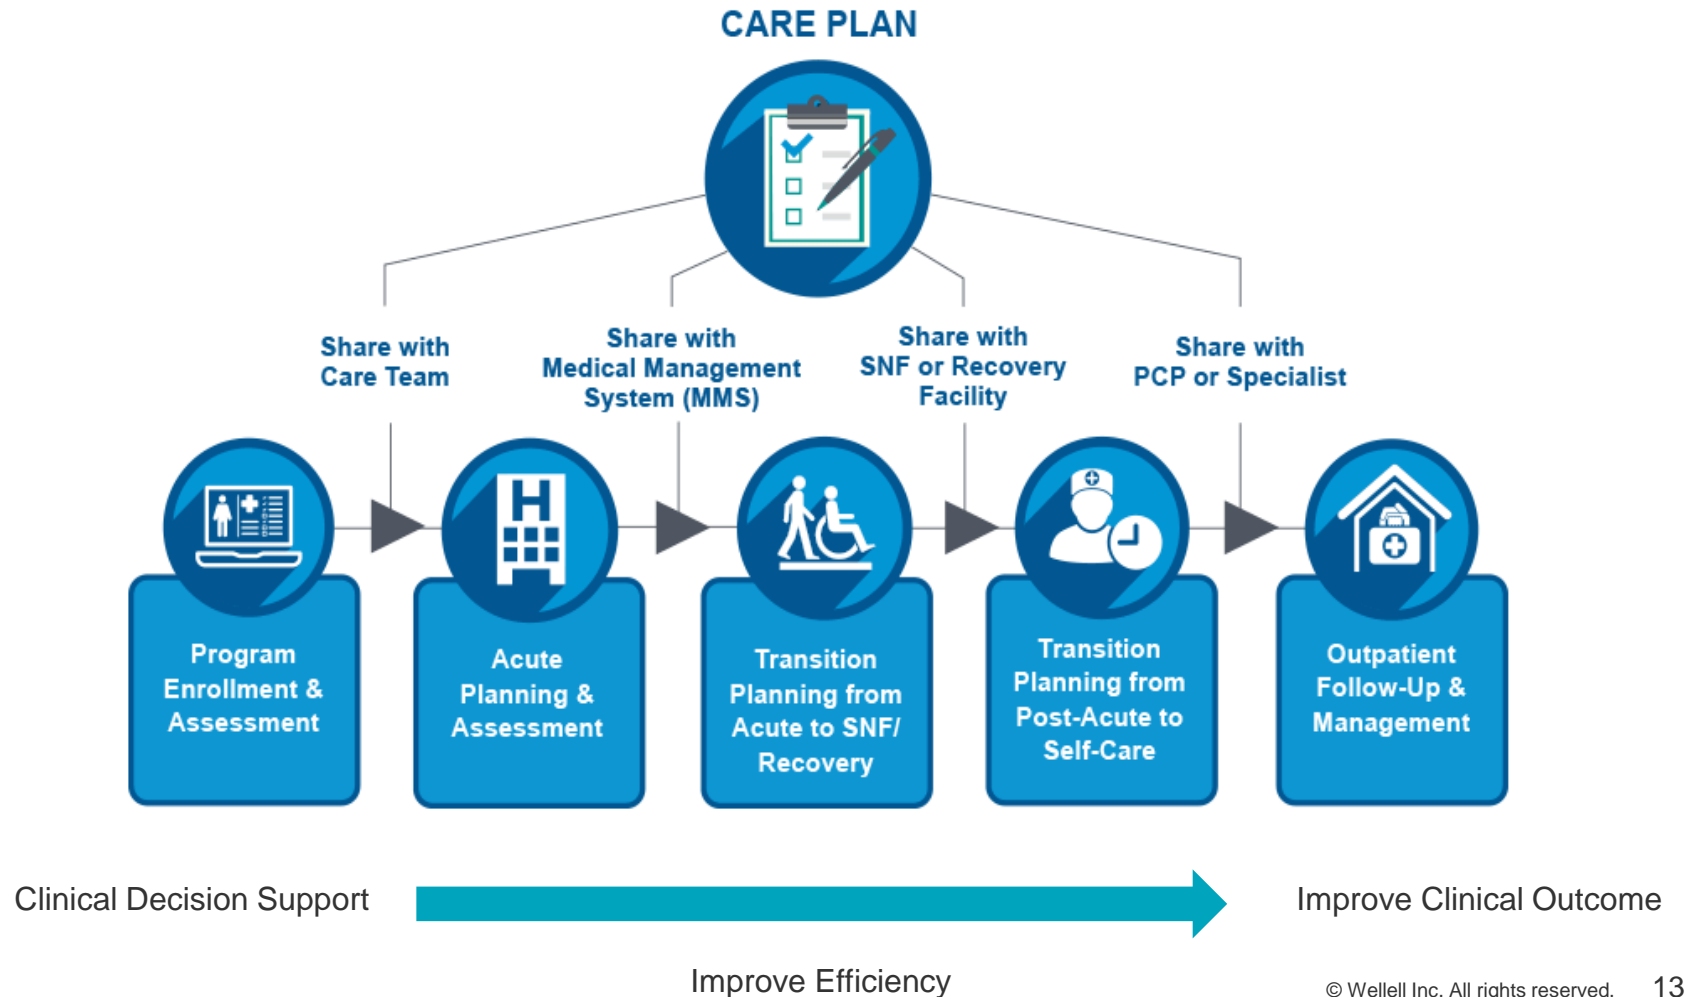 CARE PLAN
Share with
Care Team
Share with
Medical Management
System (MMS)
Share with
SNF or Recovery
Facility
Share with
PCP or Specialist
H
Program
Enrollment &
Assessment
Acute
Planning &
Assessment
Transition
Planning from
Acute to SNF/
Recovery
Transition
Planning from
Post-Acute to
Self-Care
Outpatient
Follow-Up &
Management
Clinical Decision Support
Improve Clinical Outcome
Improve Efficiency
© Wellell Inc. All rights reserved. 13